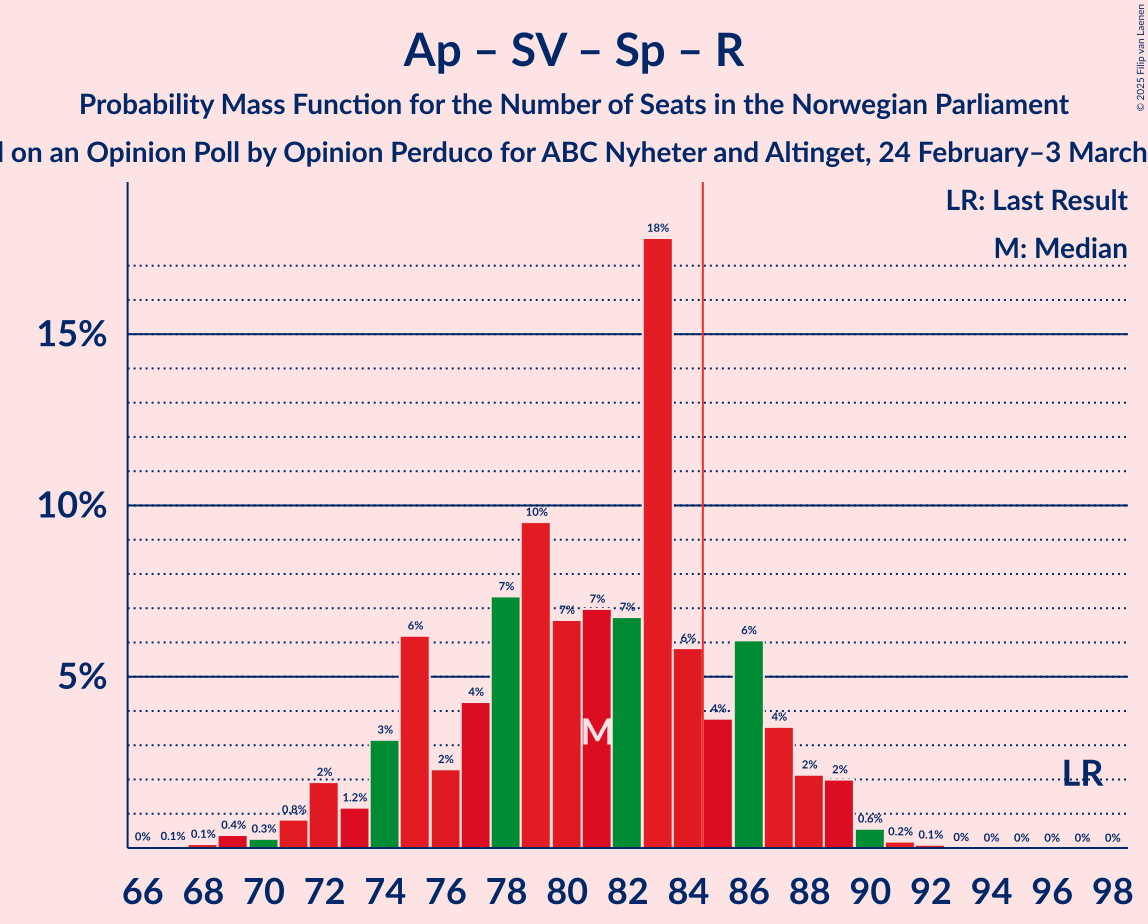 Ap – SV – Sp – R
Probability Mass Function for the Number of Seats in the Norwegian Parliament
on an Opinion Poll by Opinion Perduco for ABC Nyheter and Altinget, 24 February–3 March
© 2025 Filip van Laenen
LR: Last Result
M: Median
15%
10%
5%
0% 0.1% 0.1% 0.4% 0.3% 0.8% 2% 1.2% 3% 6% 2% 4% 7% 10% 7% 7% 7% 18% 6% 4% 6% 4% 2% 2% 0.6% 0.2% 0.1% 0% 0% 0% 0% 0% 0%
M
LR
66 68 70 72 74 76 78 80 82 84 86 88 90 92 94 96 98